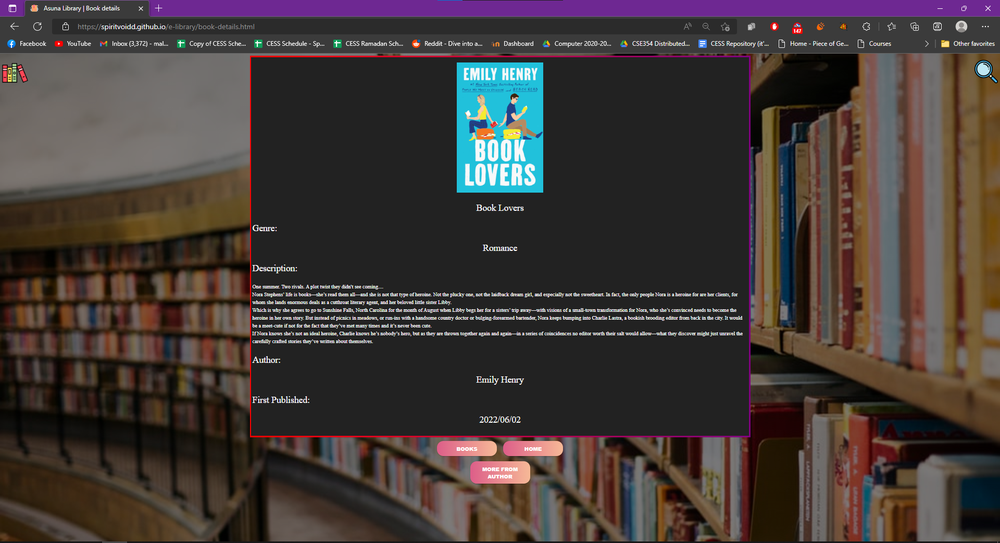 Asuna Library | Book details
https://spiritvoidd.github.io/e-library/book-details.html
147
Facebook
YouTube
Inbox (3,372) - mal...
Copy of CESS Sche...
CESS Schedule - Sp...
CESS Ramadan Sch...
Reddit - Dive into a...
Dashboard
Computer 2020-20...
CSE354 Distributed...
CESS Repository (it'...
Home - Piece of Ge...
Courses
Other favorites
EMILY HENRY
#1 New York Times Bestselling Author of
PEOPLE WE MEET ON VACATION and BEACH READ
BOOK
LOVERS
Book Lovers
Genre:
Romance
Description:
One summer. Two rivals. A plot twist they didn't see coming....
Nora Stephens’ life is books—she’s read them all—and she is not that type of heroine. Not the plucky one, not the laidback dream girl, and especially not the sweetheart. In fact, the only people Nora is a heroine for are her clients, for
whom she lands enormous deals as a cutthroat literary agent, and her beloved little sister Libby.
Which is why she agrees to go to Sunshine Falls, North Carolina for the month of August when Libby begs her for a sisters’ trip away—with visions of a small-town transformation for Nora, who she’s convinced needs to become the
heroine in her own story. But instead of picnics in meadows, or run-ins with a handsome country doctor or bulging-forearmed bartender, Nora keeps bumping into Charlie Lastra, a bookish brooding editor from back in the city. It would
be a meet-cute if not for the fact that they’ve met many times and it’s never been cute.
If Nora knows she’s not an ideal heroine, Charlie knows he’s nobody’s hero, but as they are thrown together again and again—in a series of coincidences no editor worth their salt would allow—what they discover might just unravel the
carefully crafted stories they’ve written about themselves.
Author:
Emily Henry
First Published:
2022/06/02
BOOKS
HOME
MORE FROM
AUTHOR